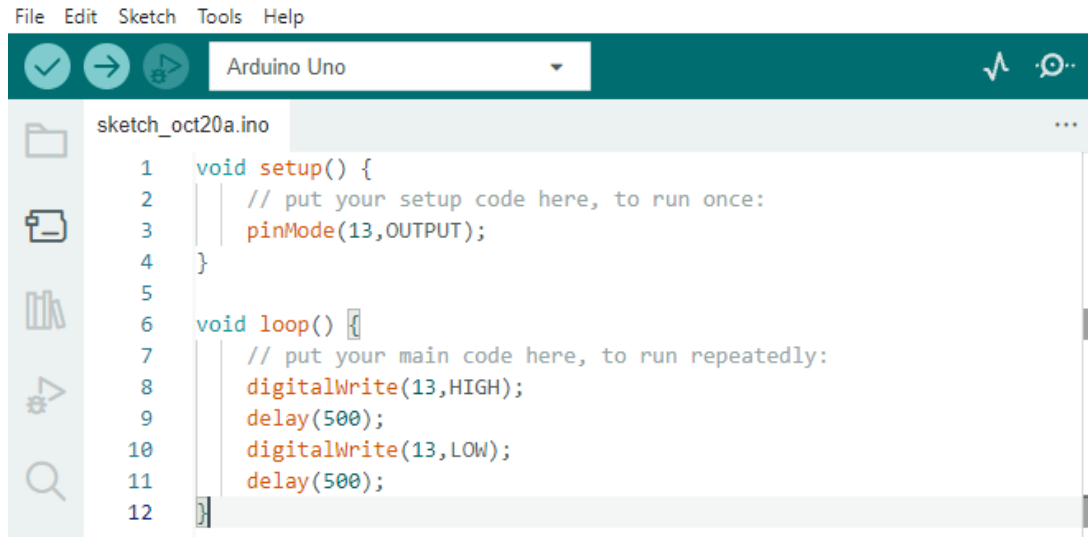 File Edit Sketch Tools Help
Arduino Uno
sketch_oct20a.ino
1 void setup() {
2 // put your setup code here, to run once:
3 pinMode(13,OUTPUT);
4 }
5
6 void loop() {
7 // put your main code here, to run repeatedly:
8 digitalWrite(13,HIGH);
9 delay(500);
10 digitalWrite(13,LOW);
11 delay(500);
12 }